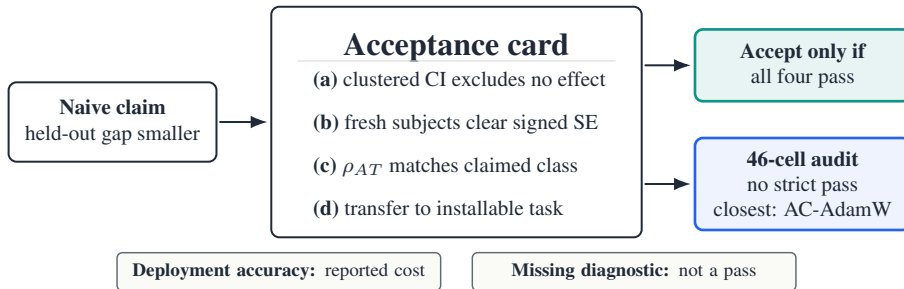 Naive claim
held-out gap smaller
Acceptance card
(a) clustered CI excludes no effect
(b) fresh subjects clear signed SE
(c) ρ_AT matches claimed class
(d) transfer to installable task
Accept only if
all four pass
46-cell audit
no strict pass
closest: AC-AdamW
Deployment accuracy: reported cost
Missing diagnostic: not a pass